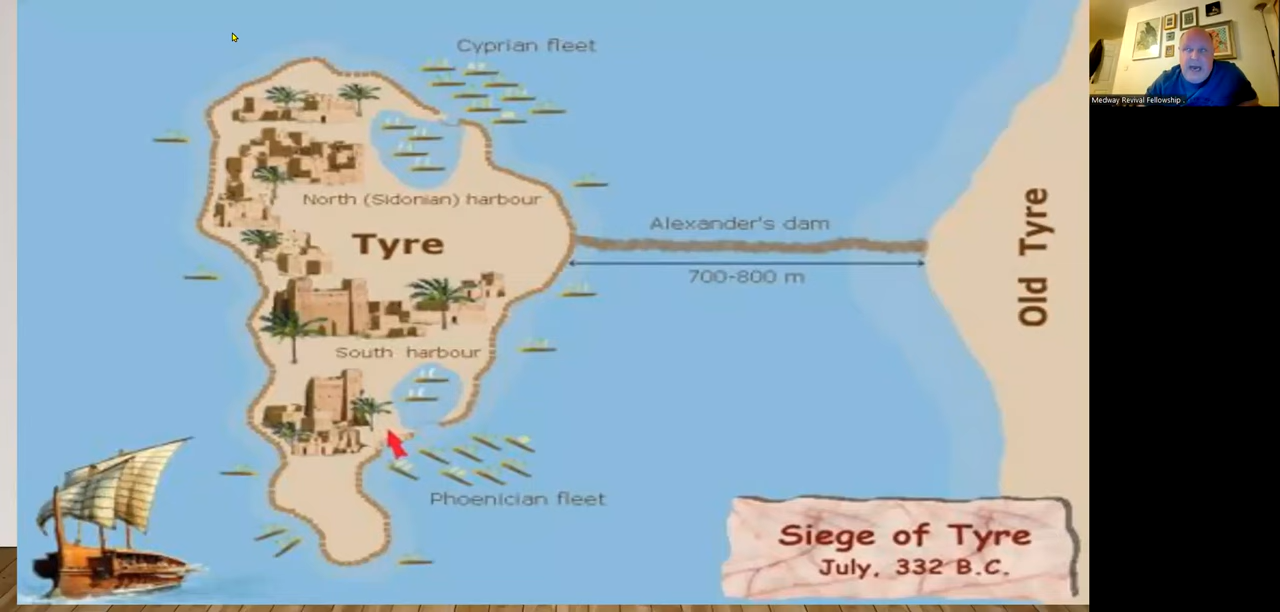 Cyprian fleet
Medway Revival Fellowship .
North (Sidonian) harbour
Alexander's dam
Tyre
700-800 m
Old Tyre
South harbour
Phoenician fleet
Siege of Tyre
July, 332 B.C.